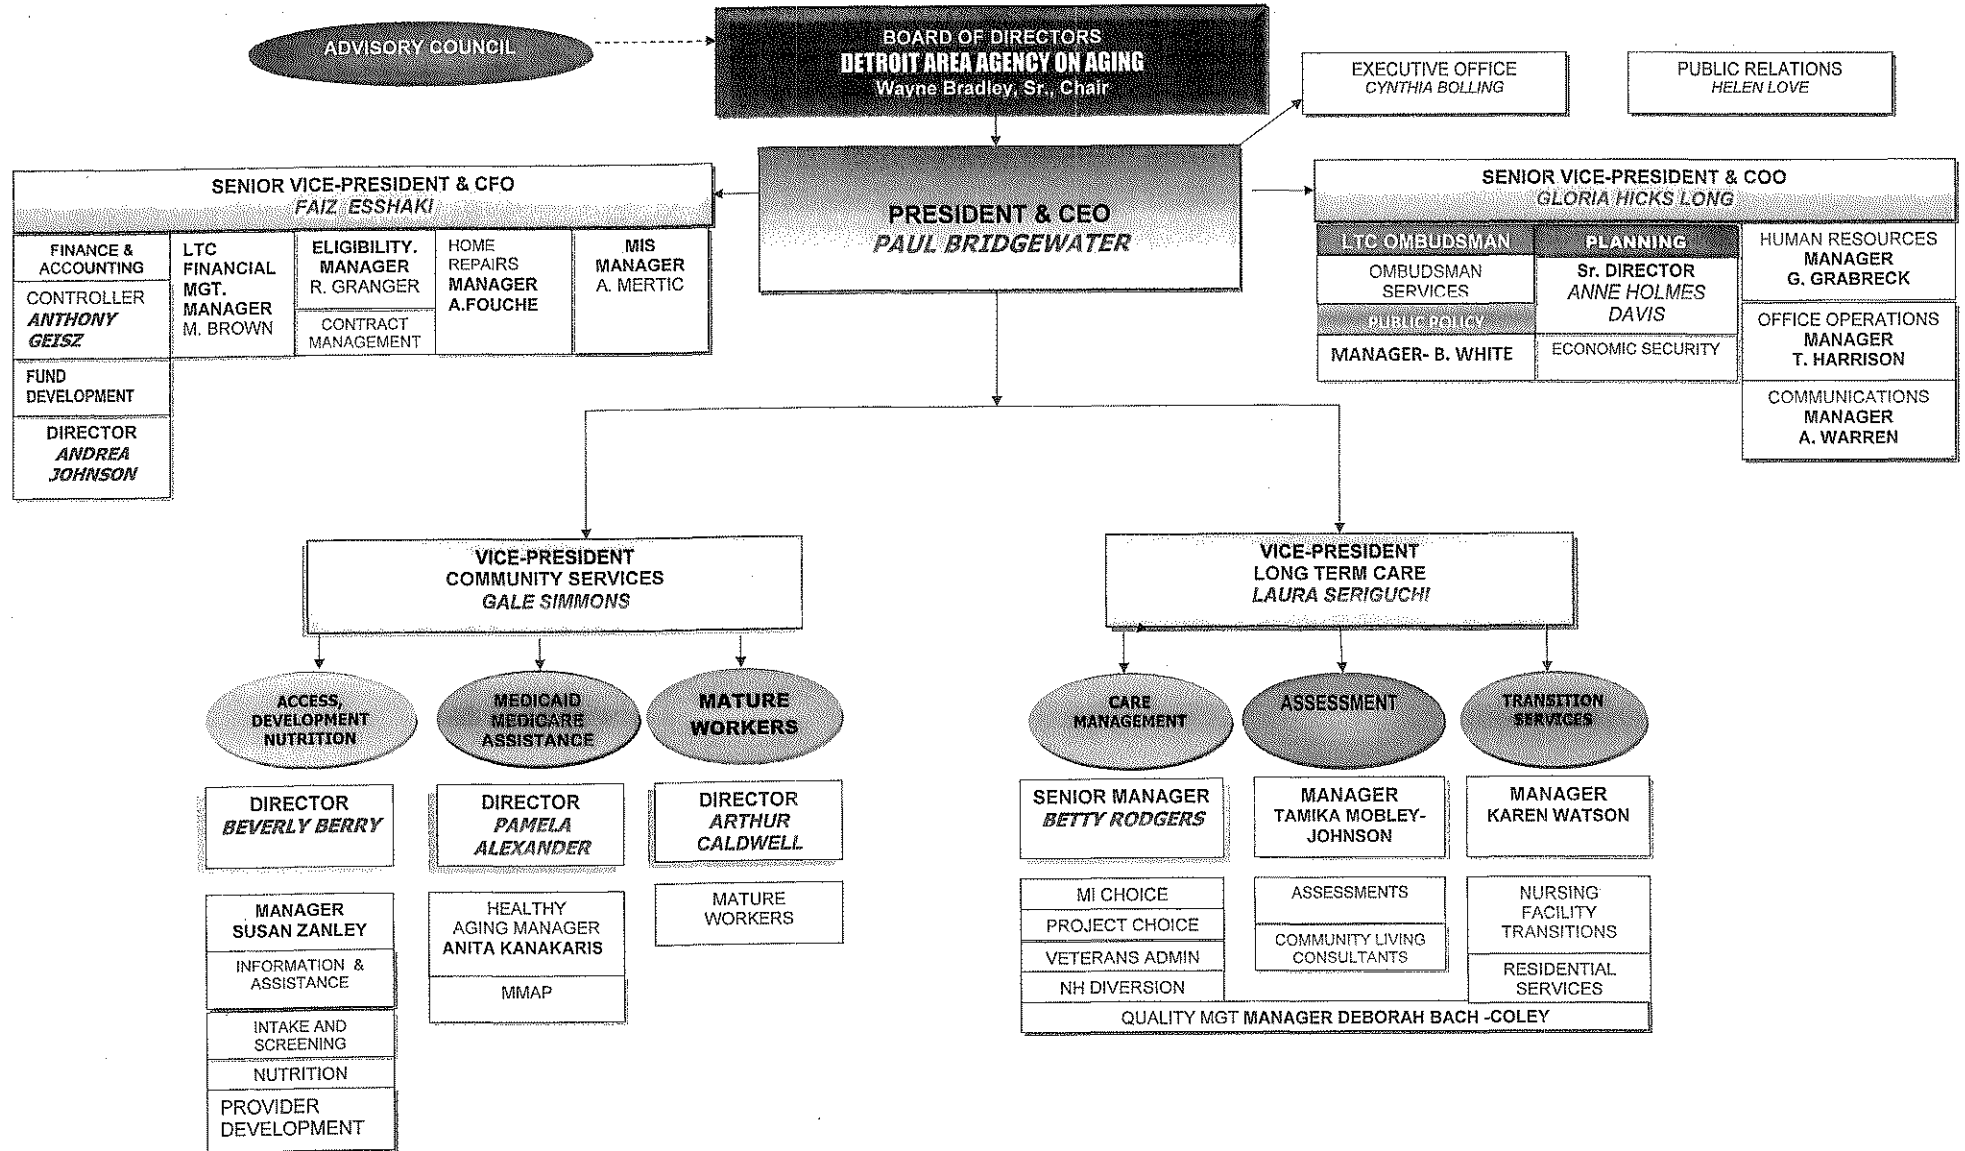 ADVISORY COUNCIL
BOARD OF DIRECTORS
DETROIT AREA AGENCY ON AGING
Wayne Bradley, Sr., Chair
EXECUTIVE OFFICE
CYNTHIA BOLLING
PUBLIC RELATIONS
HELEN LOVE
SENIOR VICE-PRESIDENT & CFO
FAIZ ESSHAKI
FINANCE &
ACCOUNTING
CONTROLLER
ANTHONY
GEISZ
FUND
DEVELOPMENT
DIRECTOR
ANDREA
JOHNSON
LTC
FINANCIAL
MGT.
MANAGER
M. BROWN
ELIGIBILITY.
MANAGER
R. GRANGER
CONTRACT
MANAGEMENT
HOME
REPAIRS
MANAGER
A.FOUCHE
MIS
MANAGER
A. MERTIC
PRESIDENT & CEO
PAUL BRIDGEWATER
SENIOR VICE-PRESIDENT & COO
GLORIA HICKS LONG
LTC OMBUDSMAN
OMBUDSMAN
SERVICES
PUBLIC POLICY
MANAGER- B. WHITE
PLANNING
Sr. DIRECTOR
ANNE HOLMES
DAVIS
ECONOMIC SECURITY
HUMAN RESOURCES
MANAGER
G. GRABRECK
OFFICE OPERATIONS
MANAGER
T. HARRISON
COMMUNICATIONS
MANAGER
A. WARREN
VICE-PRESIDENT
COMMUNITY SERVICES
GALE SIMMONS
ACCESS,
DEVELOPMENT
NUTRITION
DIRECTOR
BEVERLY BERRY
MANAGER
SUSAN ZANLEY
INFORMATION &
ASSISTANCE
INTAKE AND
SCREENING
NUTRITION
PROVIDER
DEVELOPMENT
MEDICAID
MEDICARE
ASSISTANCE
DIRECTOR
PAMELA
ALEXANDER
HEALTHY
AGING MANAGER
ANITA KANAKARIS
MMAP
MATURE
WORKERS
DIRECTOR
ARTHUR
CALDWELL
MATURE
WORKERS
VICE-PRESIDENT
LONG TERM CARE
LAURA SERIGUCHI
CARE
MANAGEMENT
SENIOR MANAGER
BETTY RODGERS
MI CHOICE
PROJECT CHOICE
VETERANS ADMIN
NH DIVERSION
ASSESSMENT
MANAGER
TAMIKA MOBLEY-
JOHNSON
ASSESSMENTS
COMMUNITY LIVING
CONSULTANTS
TRANSITION
SERVICES
MANAGER
KAREN WATSON
NURSING
FACILITY
TRANSITIONS
RESIDENTIAL
SERVICES
QUALITY MGT MANAGER DEBORAH BACH -COLEY